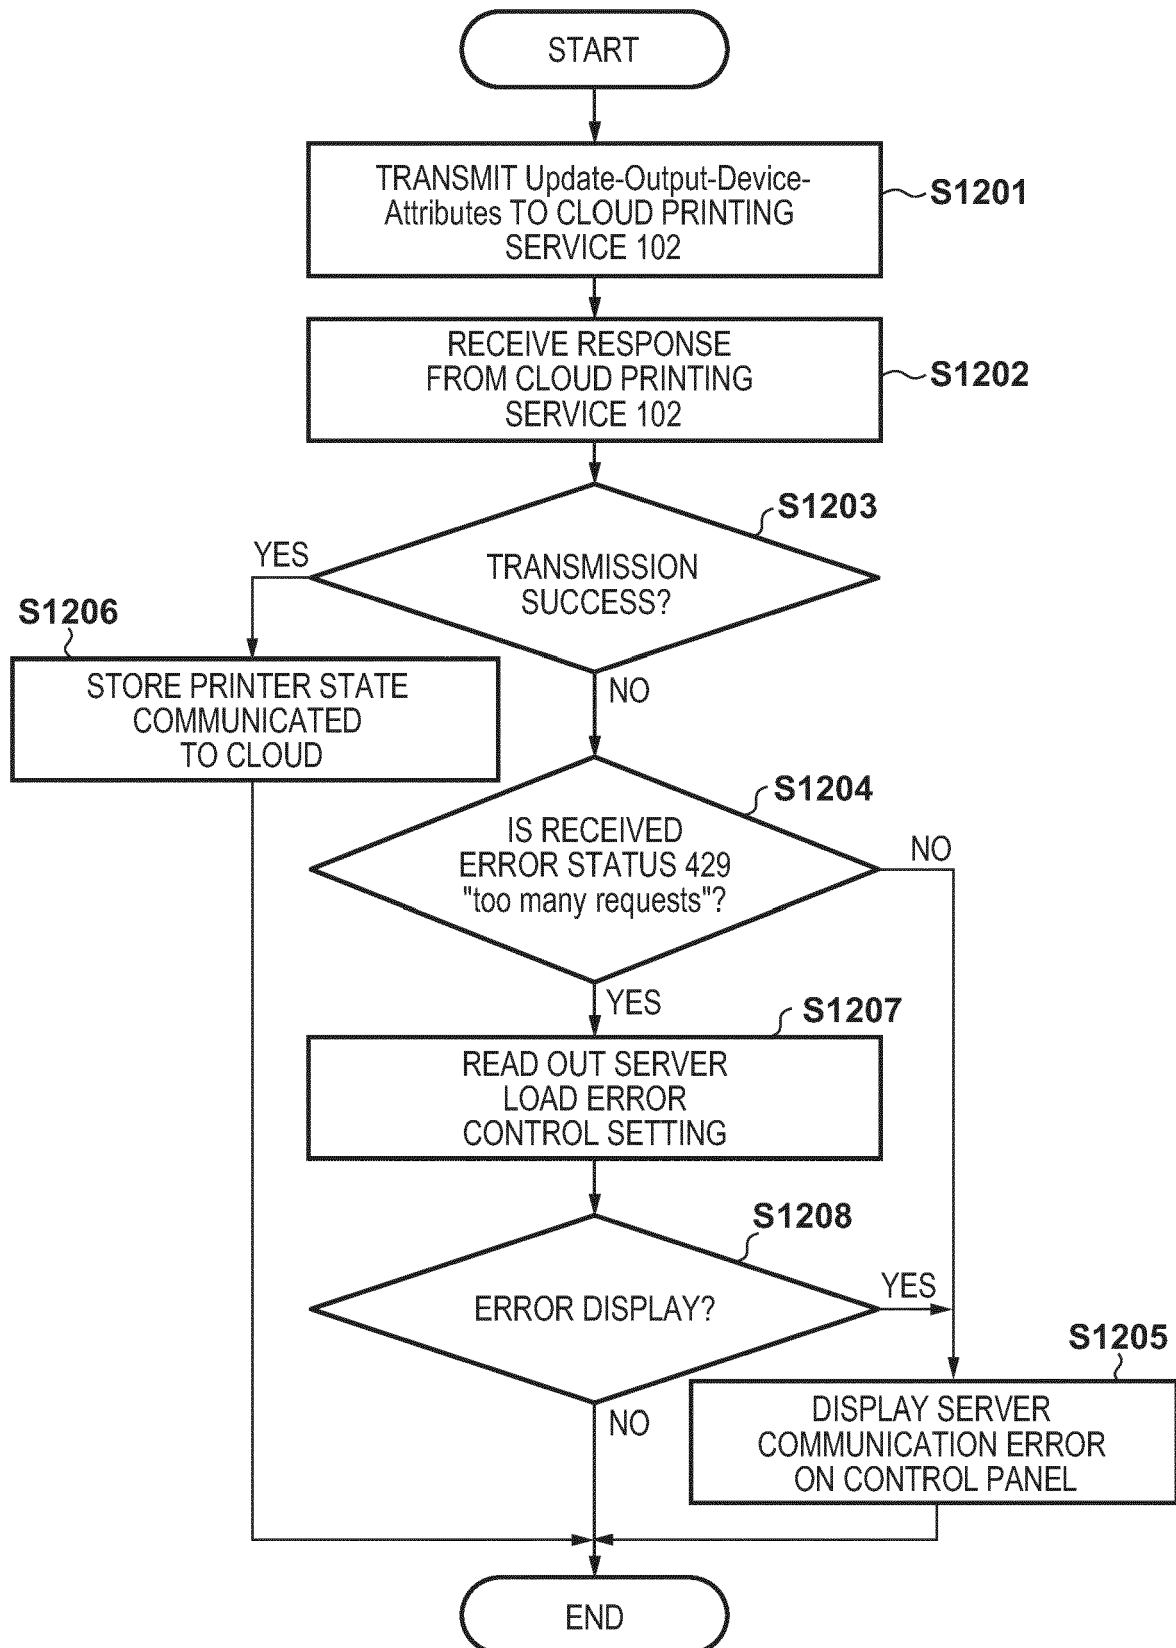 START
TRANSMIT Update-Output-Device-
Attributes TO CLOUD PRINTING
SERVICE 102
S1201
RECEIVE RESPONSE
FROM CLOUD PRINTING
SERVICE 102
S1202
S1203
TRANSMISSION
SUCCESS?
YES
NO
S1206
STORE PRINTER STATE
COMMUNICATED
TO CLOUD
S1204
IS RECEIVED
ERROR STATUS 429
"too many requests"?
NO
YES
S1207
READ OUT SERVER
LOAD ERROR
CONTROL SETTING
S1208
ERROR DISPLAY?
YES
NO
S1205
DISPLAY SERVER
COMMUNICATION ERROR
ON CONTROL PANEL
END